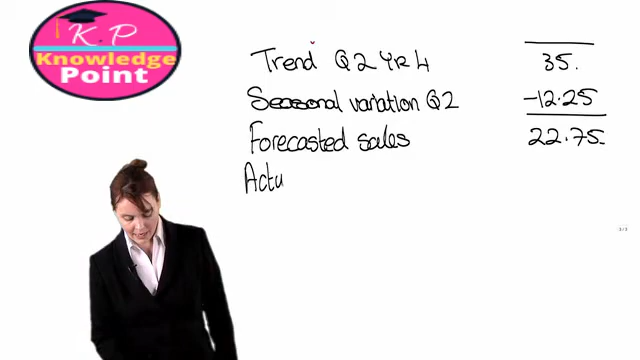 K.P
Knowledge
Point
Trend Q2 YR 4 35.
Seasonal variation Q2 -12.25
Forecasted sales 22.75
Actu